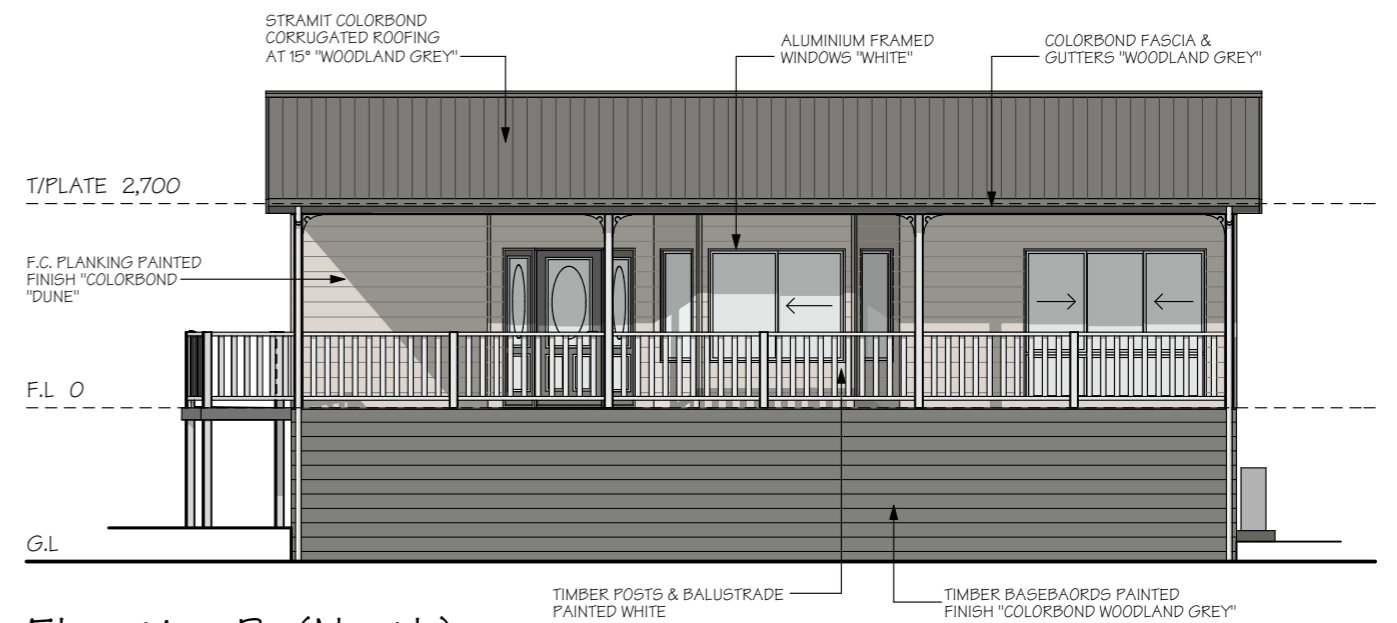 STRAMIT COLORBOND
CORRUGATED ROOFING
AT 15° "WOODLAND GREY"
ALUMINIUM FRAMED
WINDOWS "WHITE"
COLORBOND FASCIA &
GUTTERS "WOODLAND GREY"
T/PLATE 2,700
F.C. PLANKING PAINTED
FINISH "COLORBOND
"DUNE"
F.L 0
G.L
TIMBER POSTS & BALUSTRADE
PAINTED WHITE
TIMBER BASEBAORDS PAINTED
FINISH "COLORBOND WOODLAND GREY"